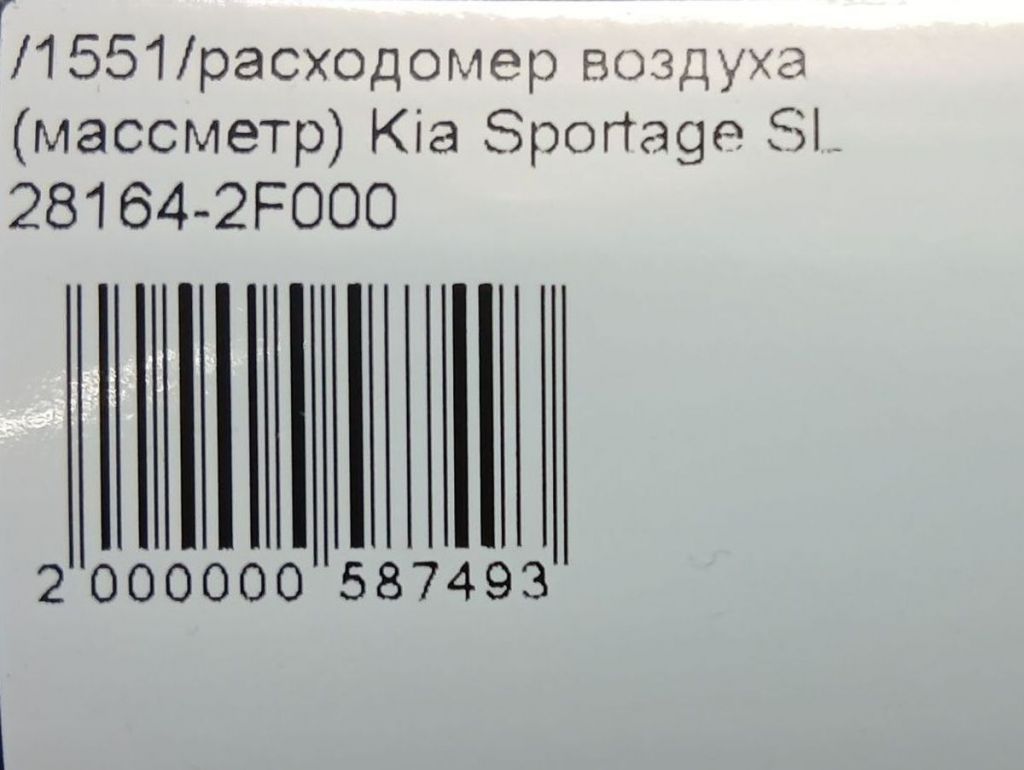 /1551/расходомер воздуха
(массметр) Kia Sportage SL
28164-2F000
2 000000 587493